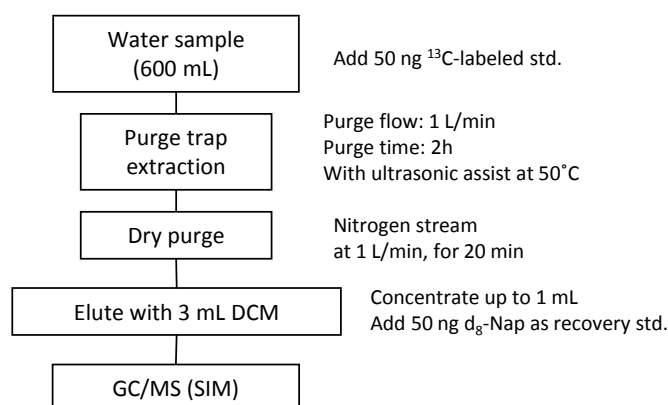 Water sample
(600 mL)
Add 50 ng ¹³C-labeled std.
Purge trap
extraction
Purge flow: 1 L/min
Purge time: 2h
With ultrasonic assist at 50˚C
Dry purge
Nitrogen stream
at 1 L/min, for 20 min
Elute with 3 mL DCM
Concentrate up to 1 mL
Add 50 ng d₈-Nap as recovery std.
GC/MS (SIM)